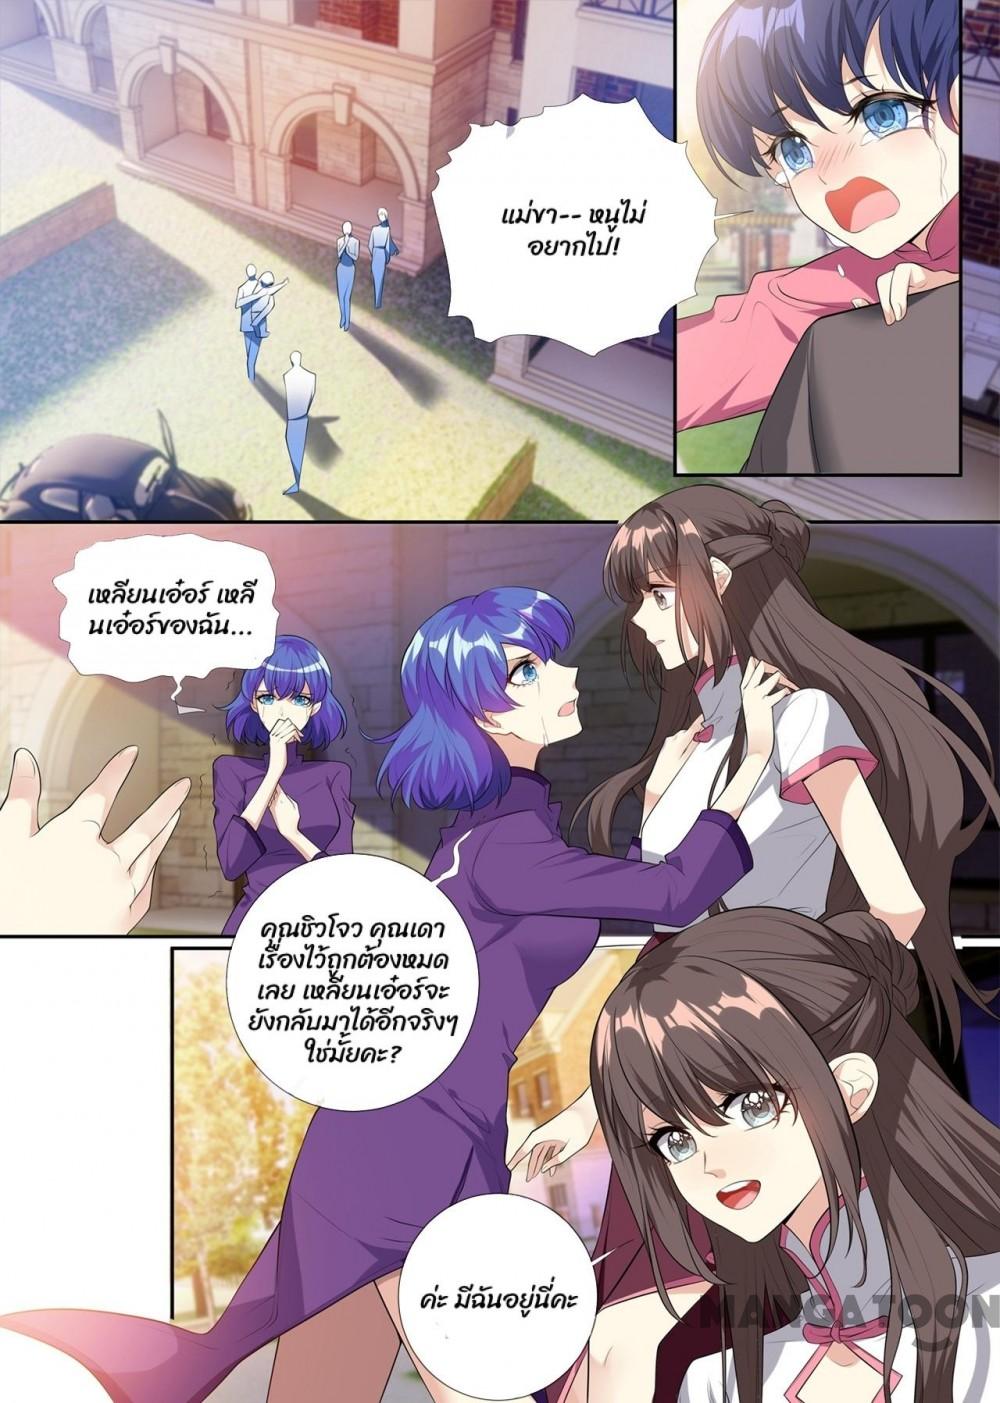 แม่ขา-- หนูไม่
อยากไป!
เหลียนเอ๋อร์ เหลี
นเอ๋อร์ของฉัน...
คุณชิวโจว คุณเดา
เรื่องไว้ถูกต้องหมด
เลย เหลียนเอ๋อร์จะ
ยังกลับมาได้อีกจริงๆ
ใช่มั้ยคะ?
ค่ะ มีฉันอยู่นี่คะ
MANGATOON